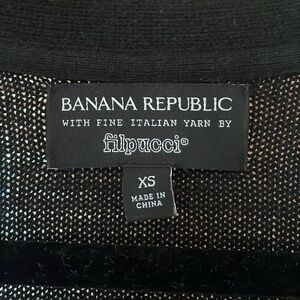 BANANA REPUBLIC
WITH FINE ITALIAN YARN BY
filpucci®
XS
MADE IN
CHINA